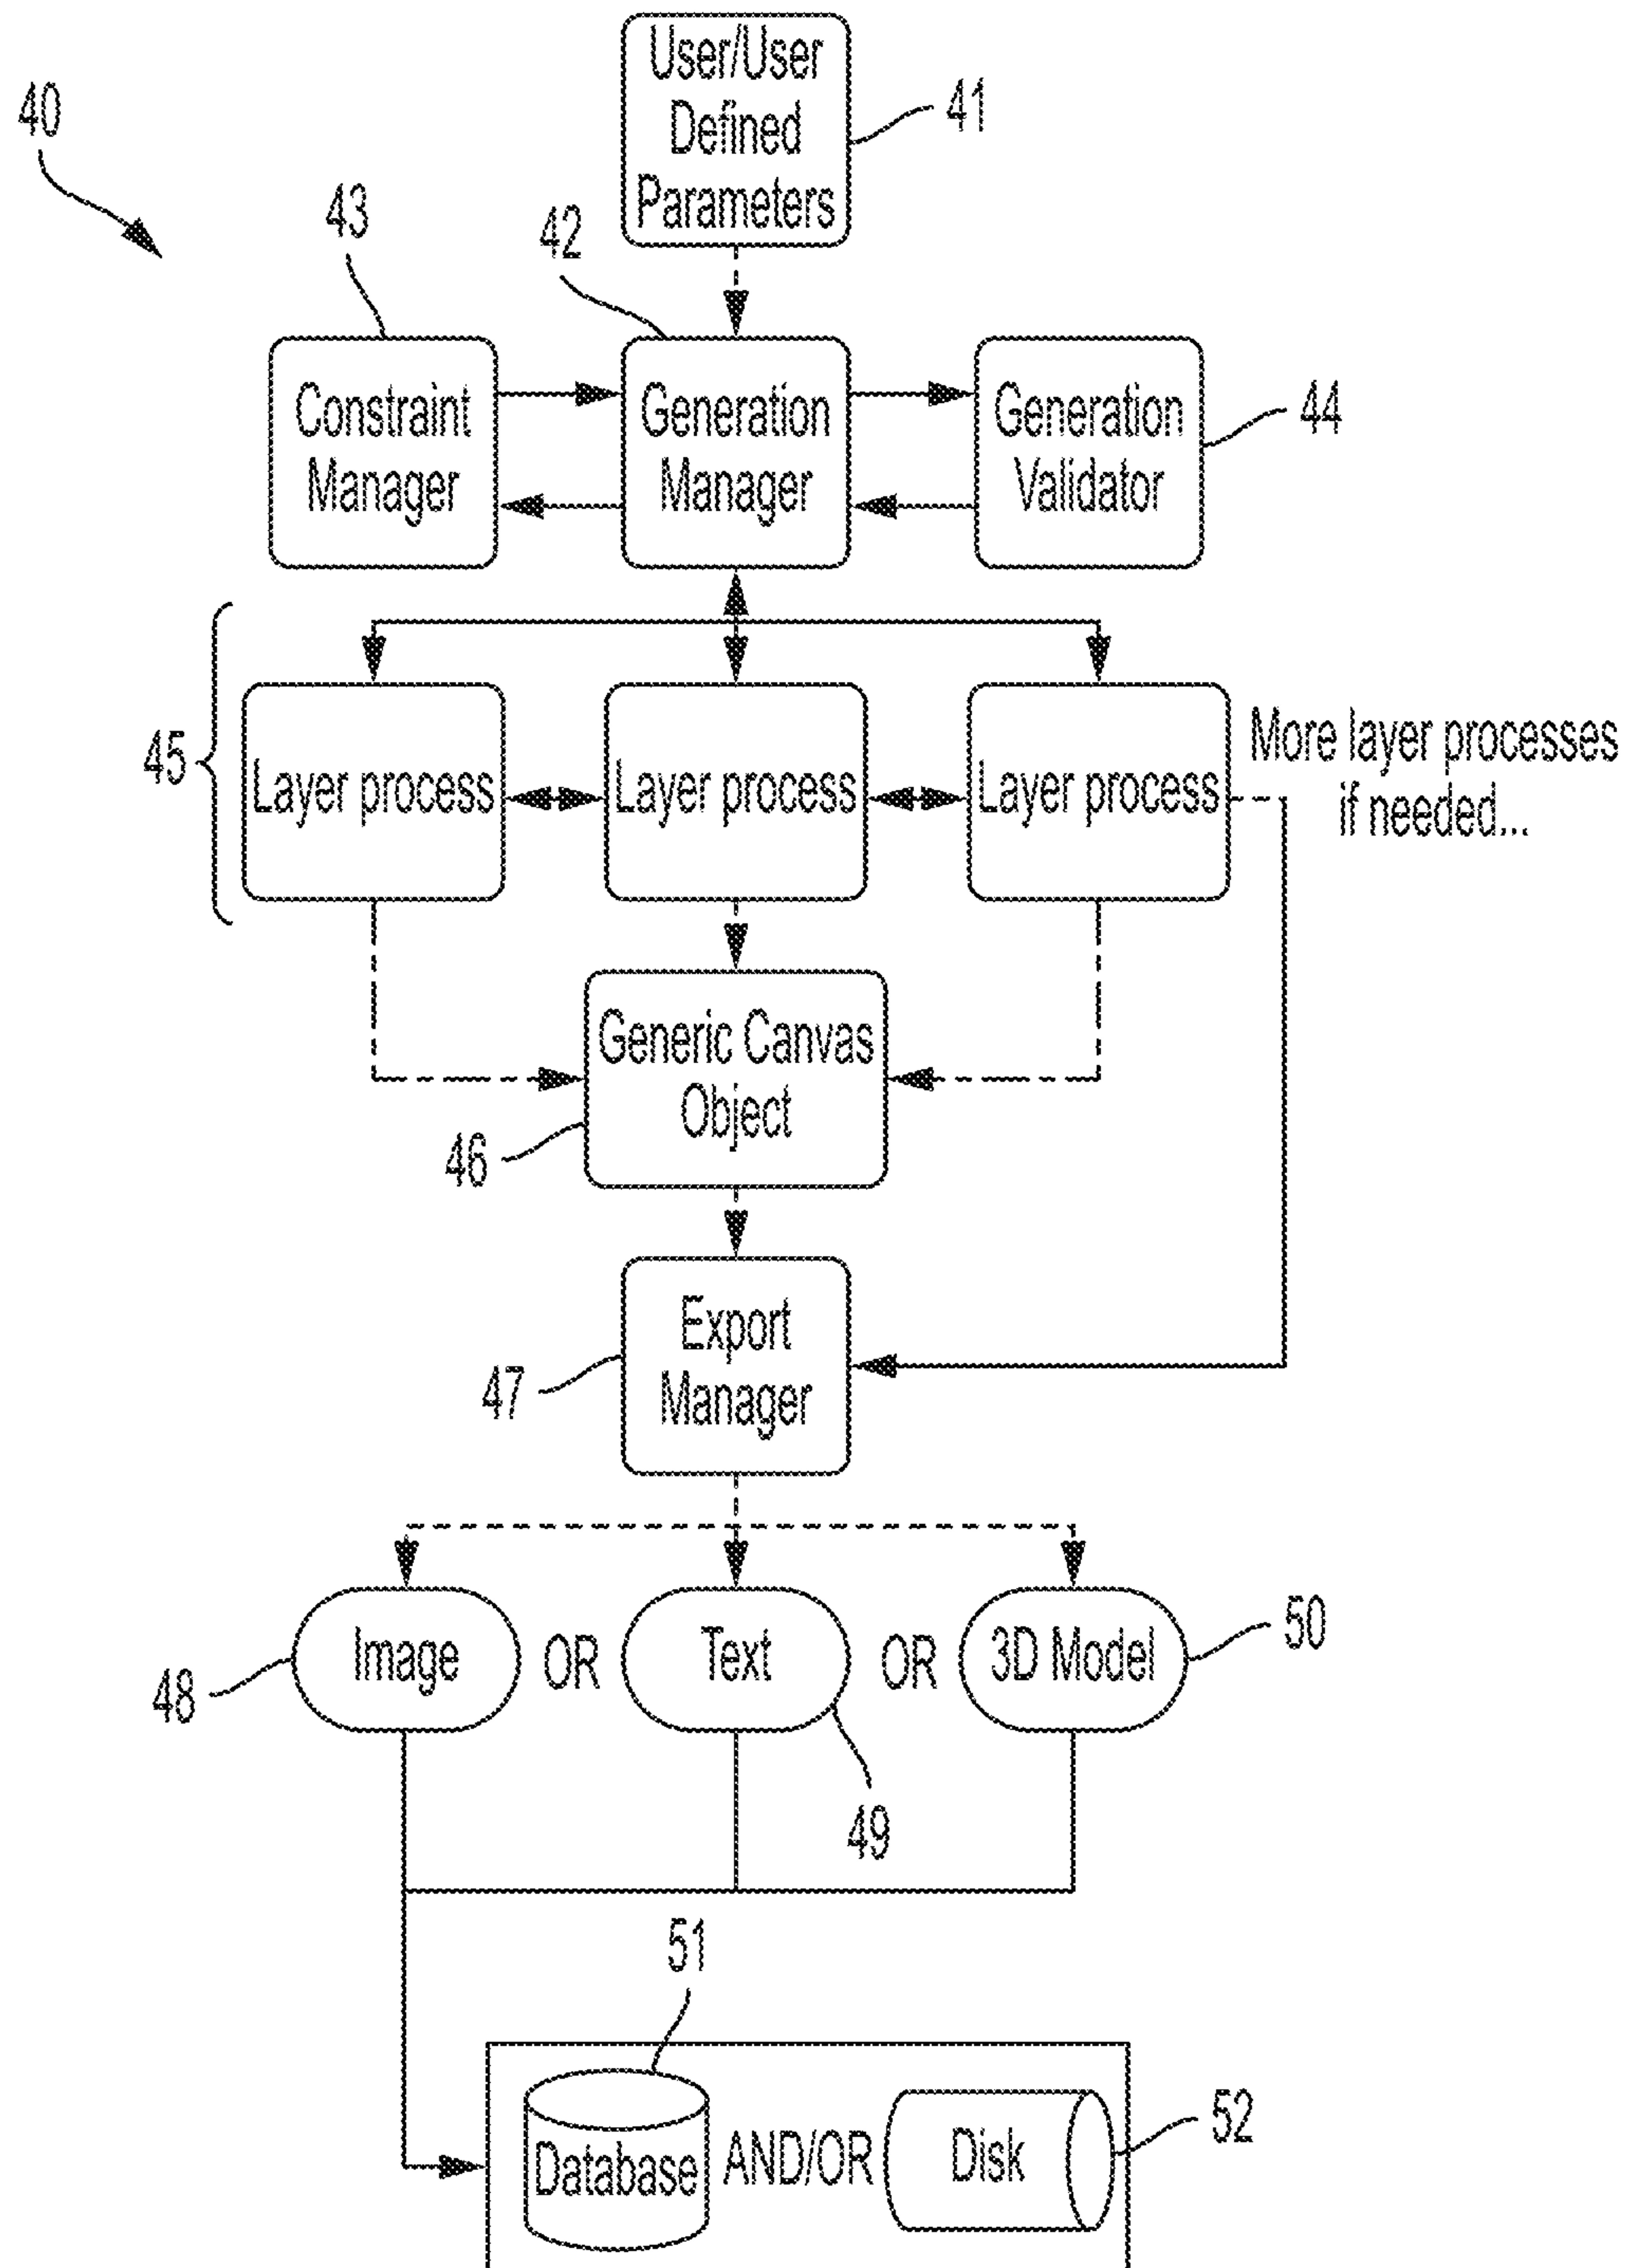 User/User
Defined
Parameters
41
40
43
42
Constraint
Manager
Generation
Manager
Generation
Validator
44
45
Layer process
Layer process
Layer process
More layer processes
if needed...
Generic Canvas
Object
46
Export
Manager
47
Image
OR
Text
OR
3D Model
50
48
49
51
Database
AND/OR
Disk
52